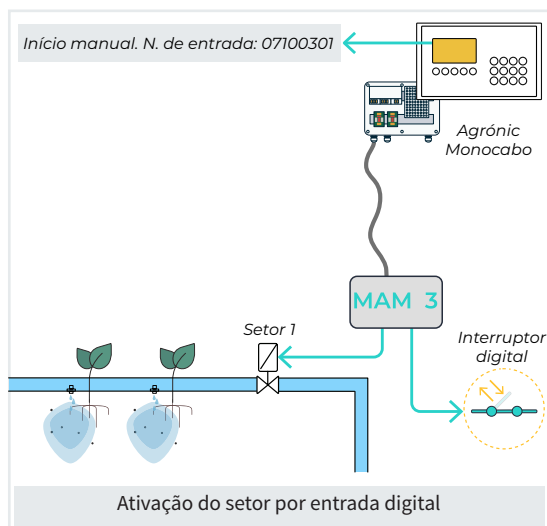 Início manual. N. de entrada: 07100301
Agrónic
Monocabo
MAM 3
Setor 1
Interruptor
digital
Ativação do setor por entrada digital